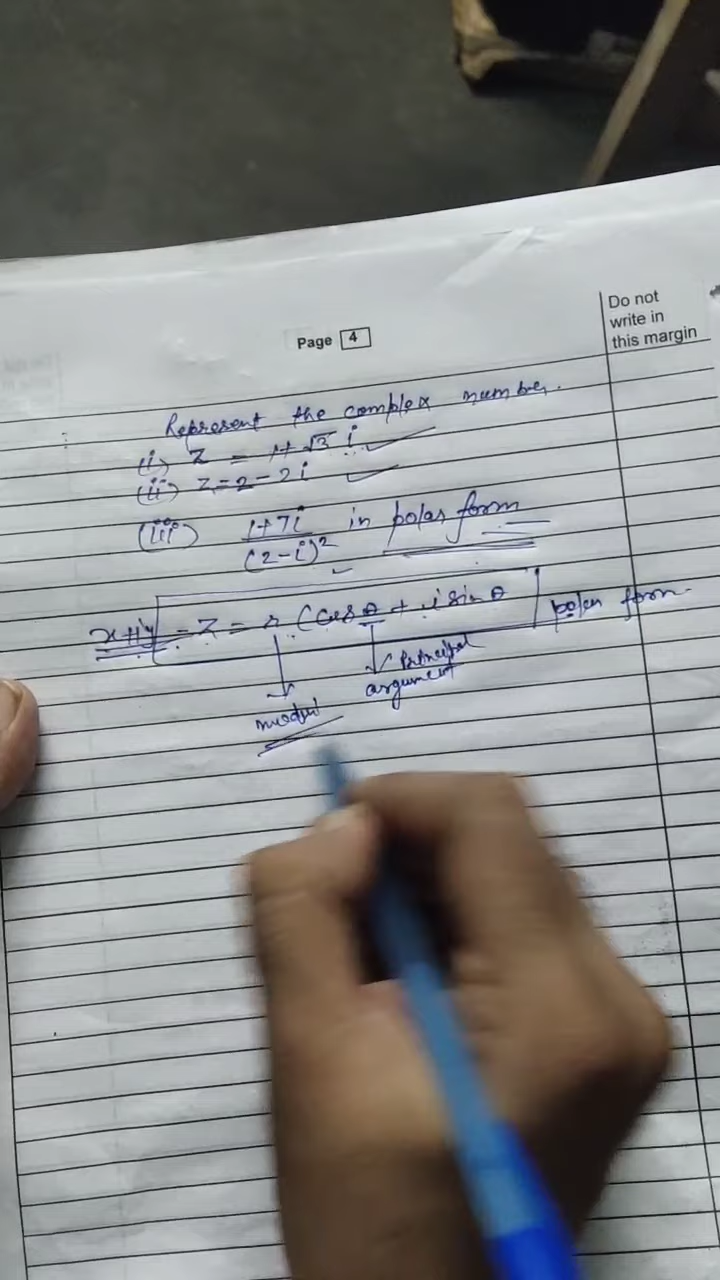 Do not
write in
this margin
Page 4
Represent the complex number.
(i) z = 1+√3 i
(ii) z=2-2i
(iii) 1+7i / (2-i)² in polar form
x+iy = z = r (cosθ + i sinθ polar form.
Principal
argument